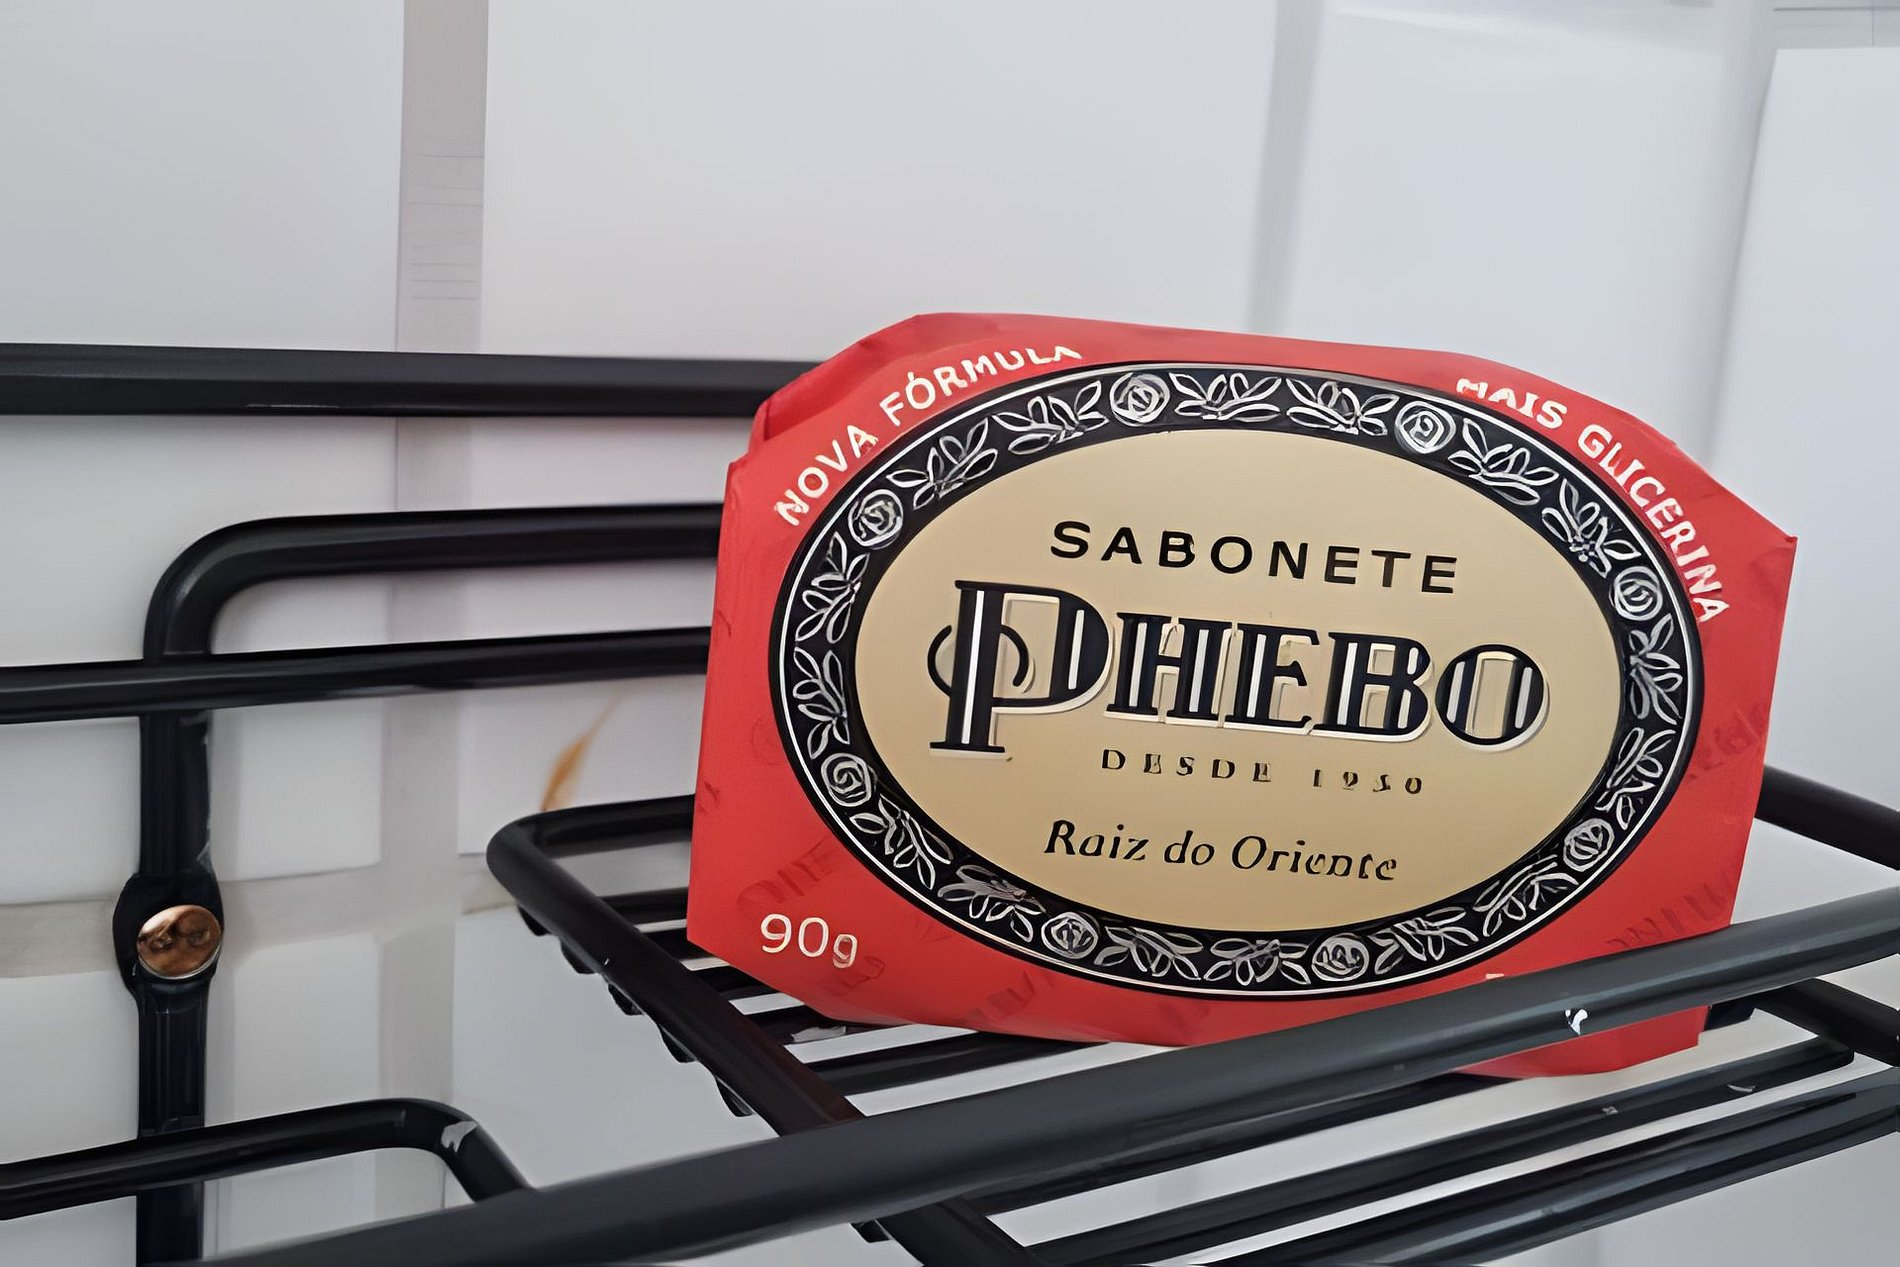 NOVA FÓRMULA
MAIS GLICERINA
SABONETE
PHEBO
DESDE 1930
Raiz do Oriente
90g